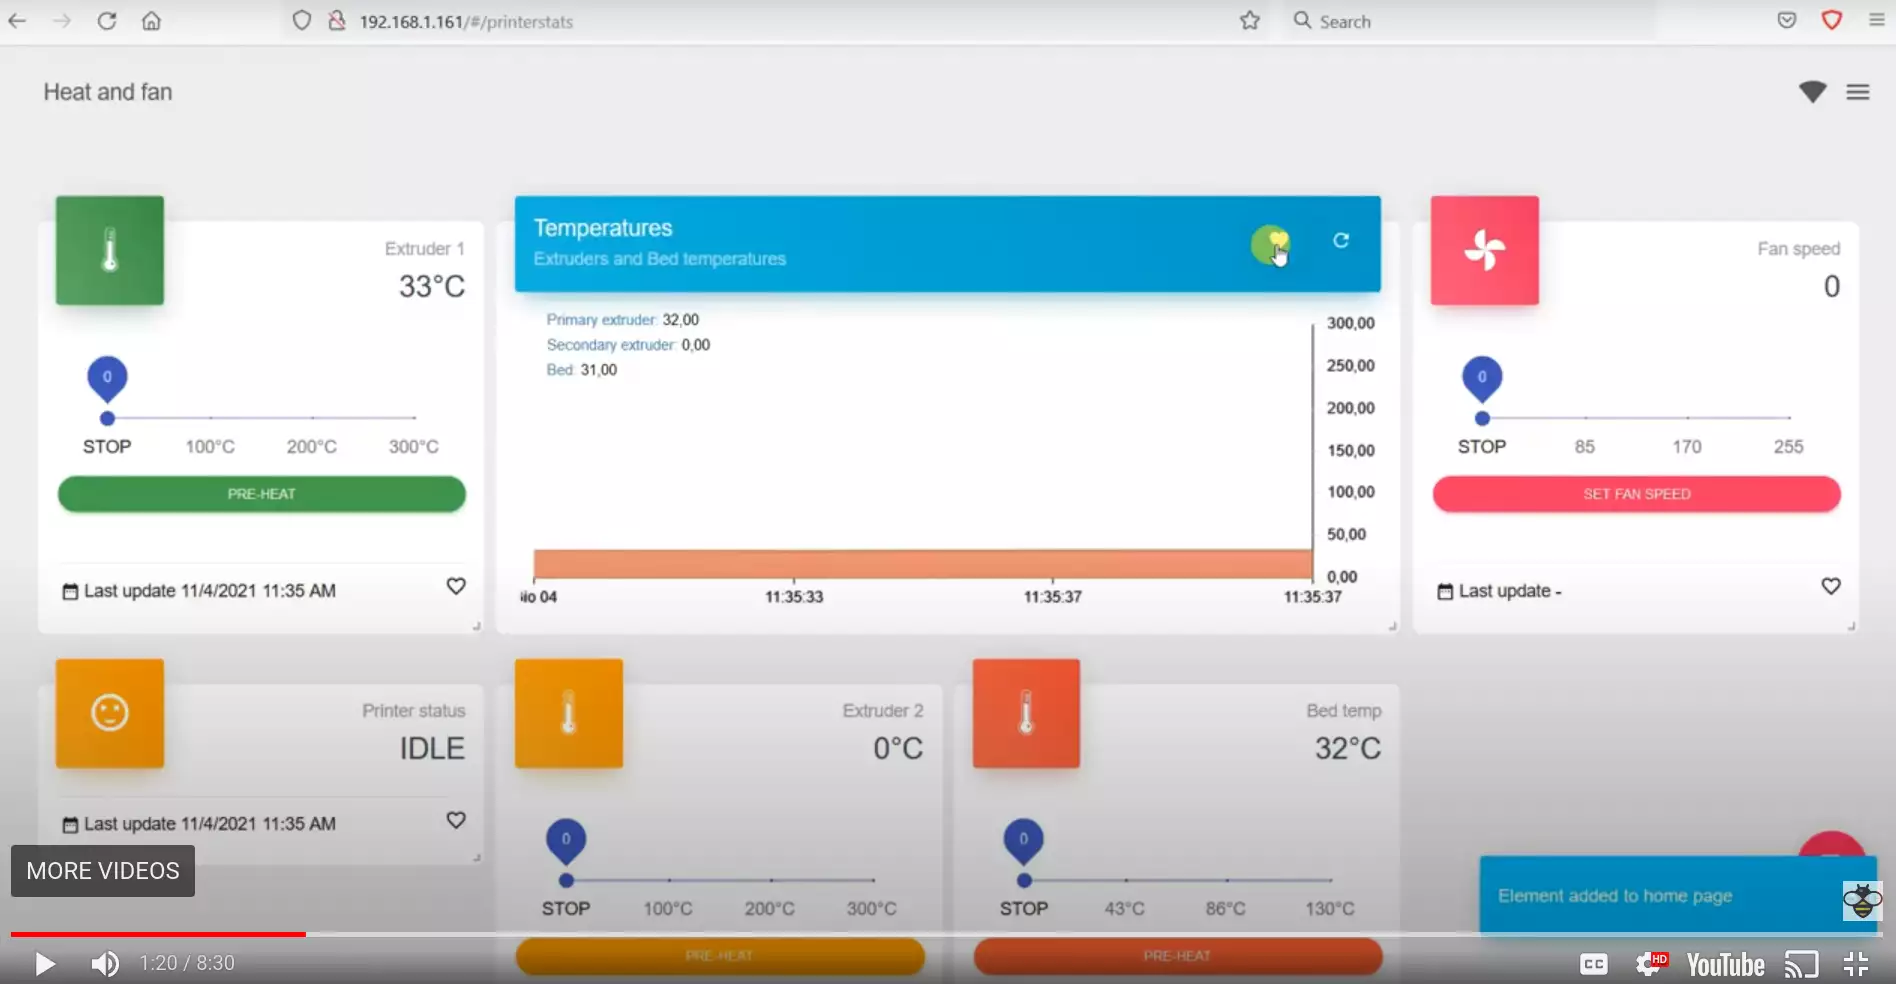 192.168.1.161/#/printerstats
Search
Heat and fan
Extruder 1
33°C
0
STOP 100°C 200°C 300°C
PRE-HEAT
Last update 11/4/2021 11:35 AM
Temperatures
Extruders and Bed temperatures
Primary extruder: 32,00
Secondary extruder: 0,00
Bed: 31,00
300,00
250,00
200,00
150,00
100,00
50,00
0,00
04 11:35:33 11:35:37 11:35:37
Fan speed
0
0
STOP 85 170 255
SET FAN SPEED
Last update -
Printer status
IDLE
Last update 11/4/2021 11:35 AM
Extruder 2
0°C
0
STOP 100°C 200°C 300°C
PRE-HEAT
Bed temp
32°C
0
STOP 43°C 86°C 130°C
PRE-HEAT
Element added to home page
MORE VIDEOS
1:20 / 8:30
CC
HD
YouTube